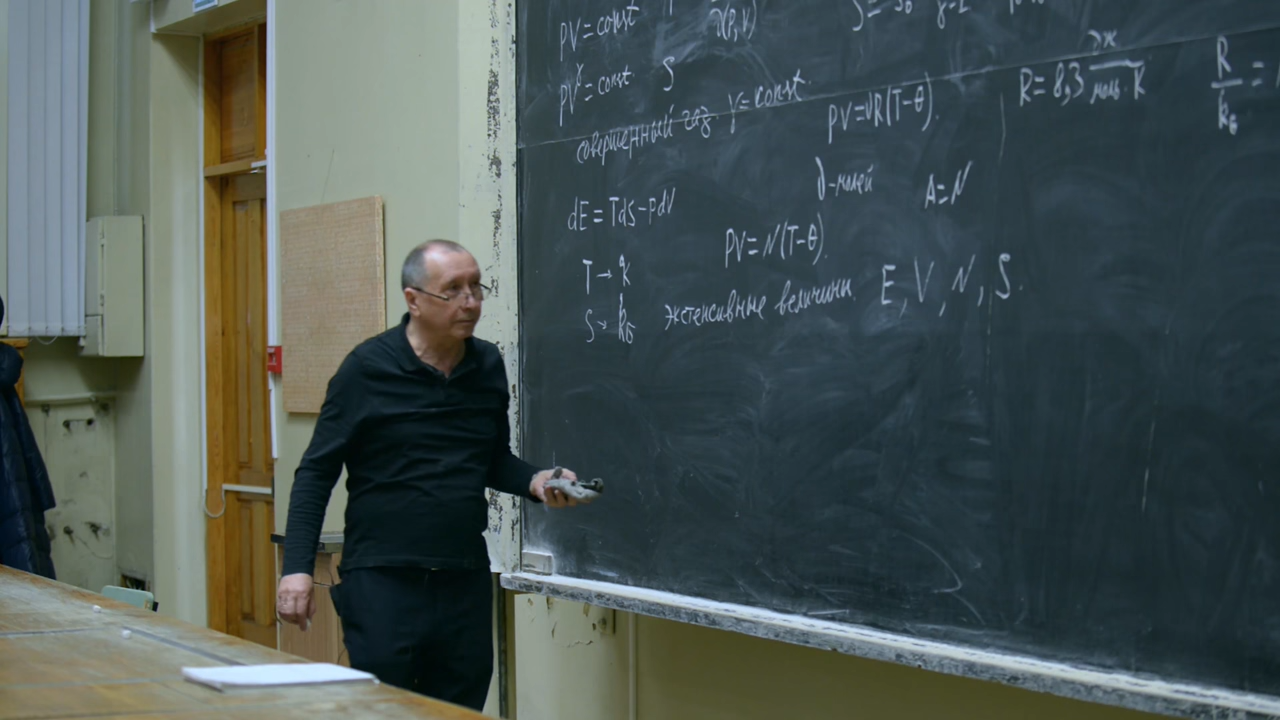 PV = const
PV^γ = const S
совершенный газ γ = const.
PV = νR(T-θ).
R = 8,3 Дж/моль·К
R/k_Б =
ν-молей A = N
dE = TdS - PdV
PV = N(T-θ).
T → k
экстенсивные величины E, V, N, S.
S → k_Б